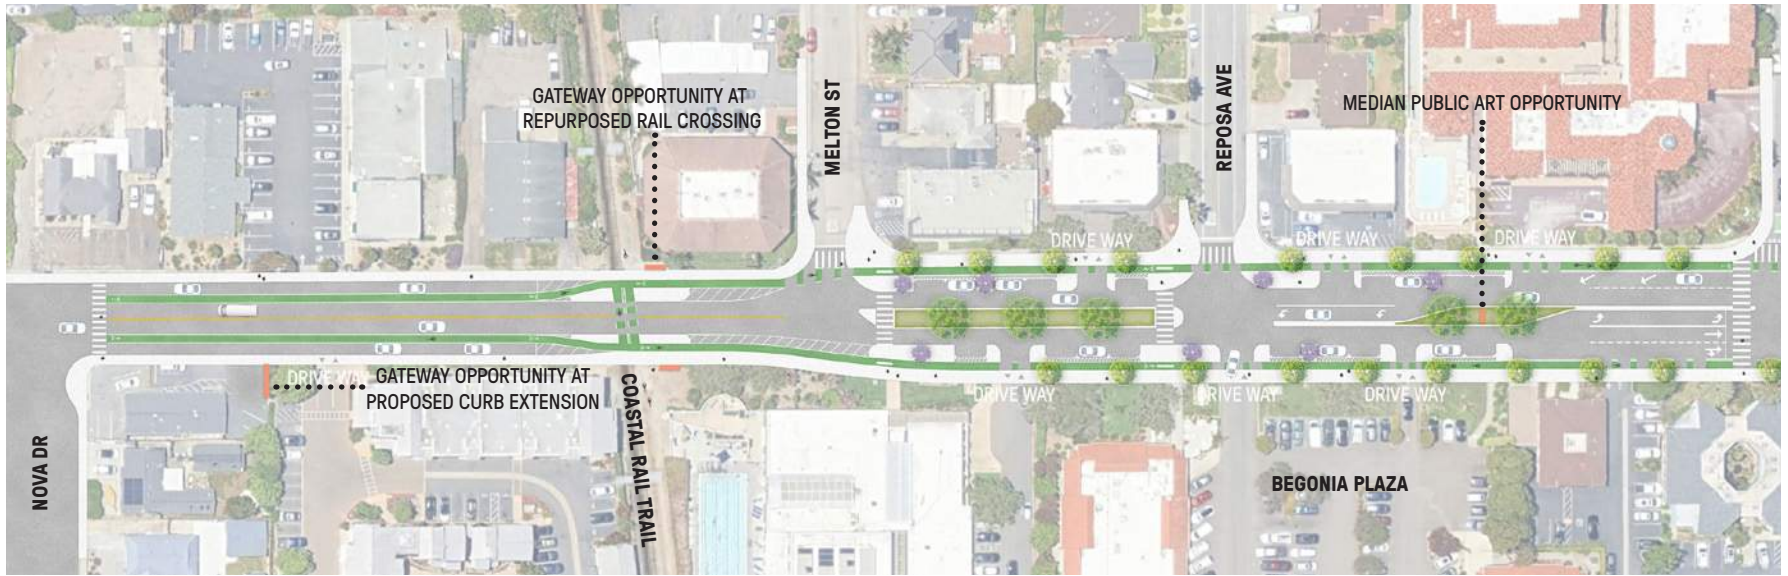 GATEWAY OPPORTUNITY AT
REPURPOSED RAIL CROSSING
MELTON ST
REPOSA AVE
MEDIAN PUBLIC ART OPPORTUNITY
DRIVE WAY
DRIVE WAY
DRIVE WAY
DRIVE WAY
GATEWAY OPPORTUNITY AT
PROPOSED CURB EXTENSION
COASTAL RAIL TRAIL
DRIVE WAY
DRIVE WAY
DRIVE WAY
NOVA DR
BEGONIA PLAZA